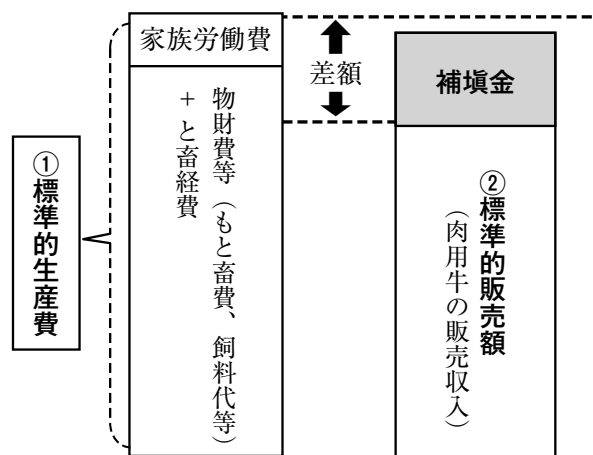 家族労働費
差額
補塡金
物財費等（もと畜費、飼料代等）
＋と畜経費
①標準的生産費
②標準的販売額
（肉用牛の販売収入）